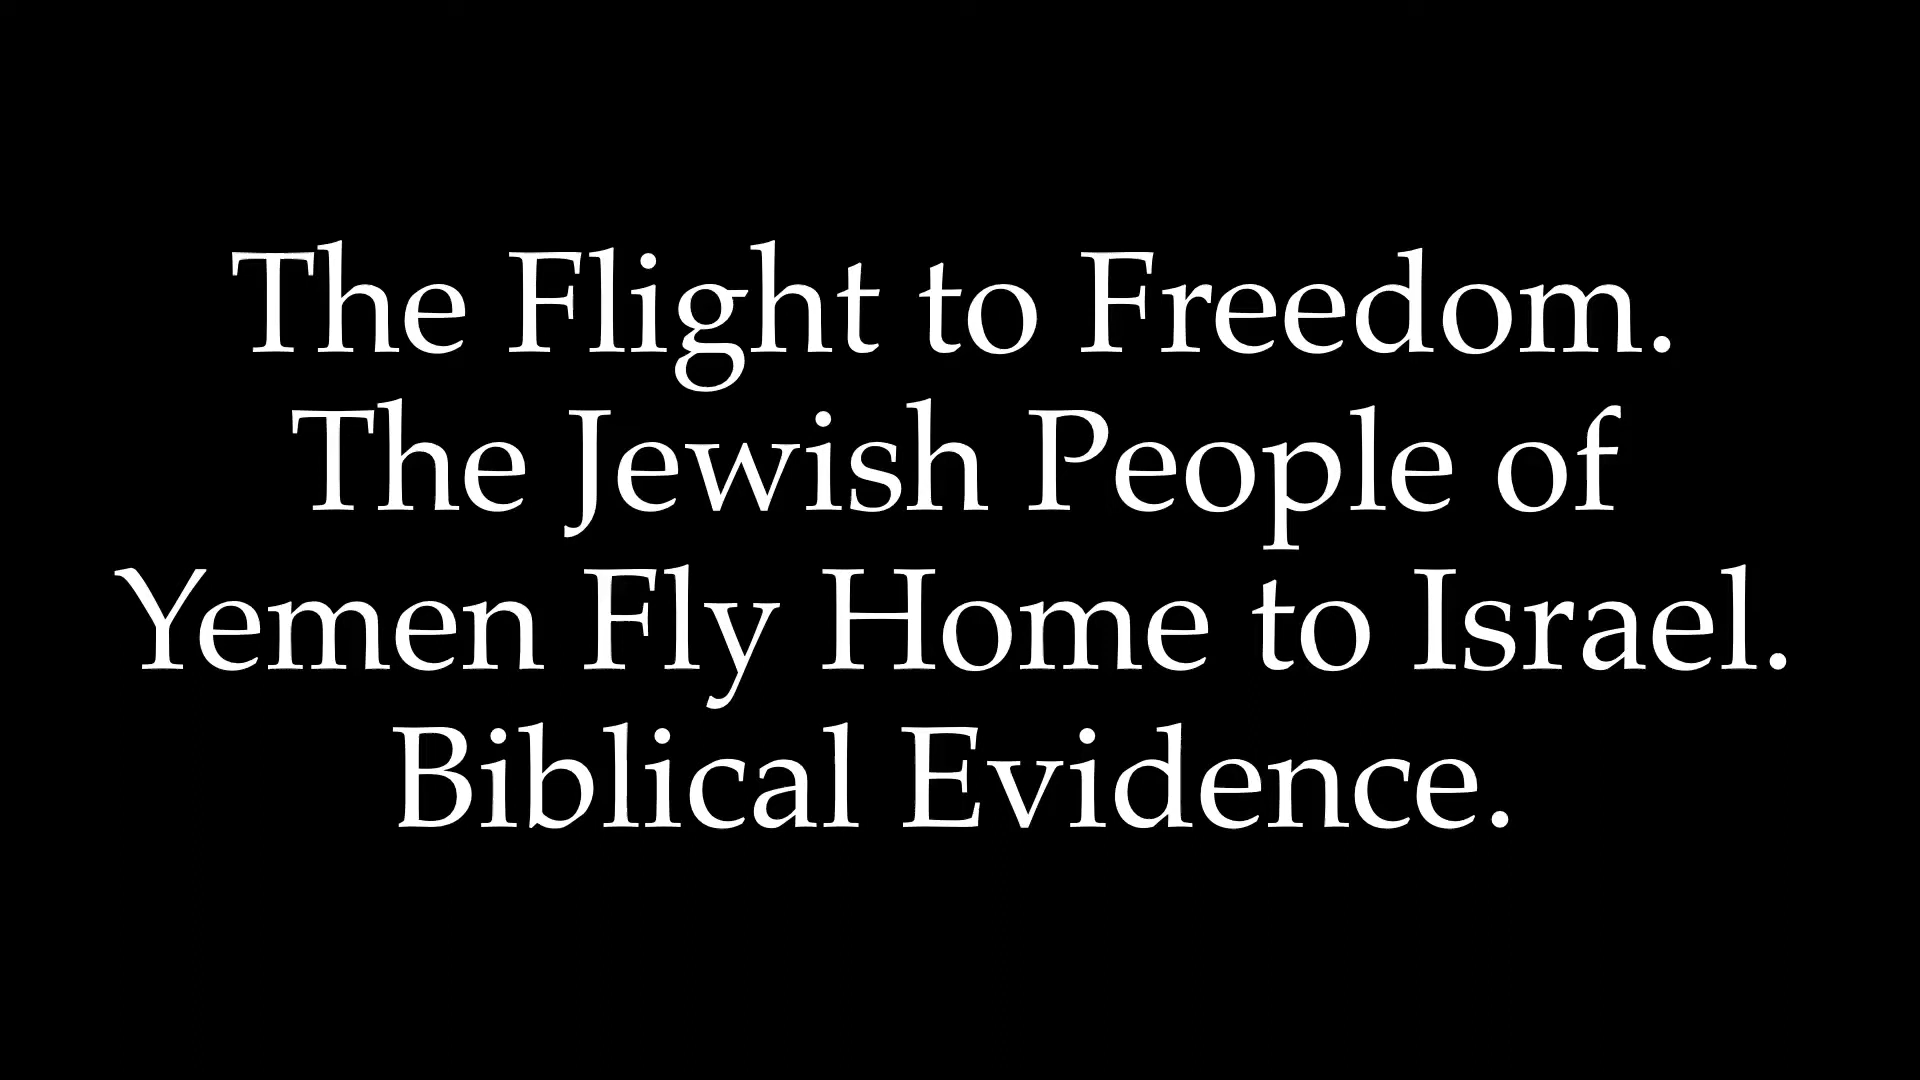 The Flight to Freedom.
The Jewish People of
Yemen Fly Home to Israel.
Biblical Evidence.